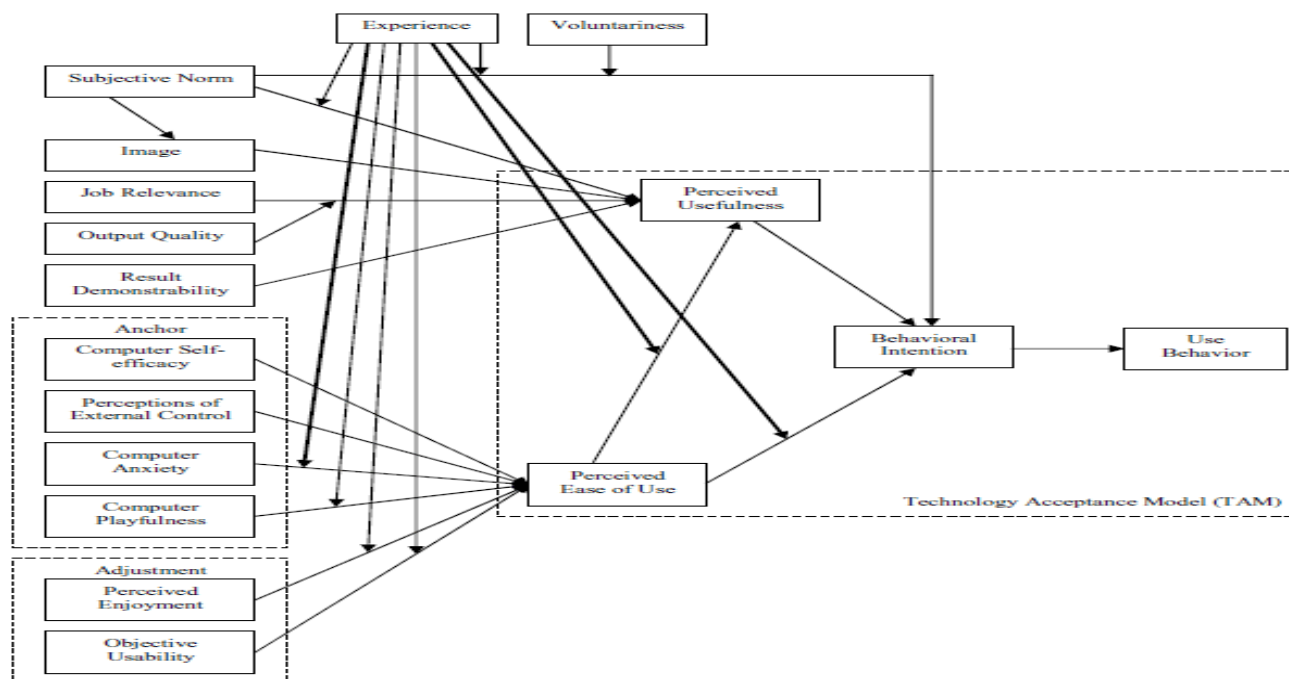 Experience
Voluntariness
Subjective Norm
Image
Job Relevance
Output Quality
Result
Demonstrability
Perceived
Usefulness
Anchor
Computer Self-
efficacy
Perceptions of
External Control
Computer
Anxiety
Computer
Playfulness
Behavioral
Intention
Use
Behavior
Perceived
Ease of Use
Technology Acceptance Model (TAM)
Adjustment
Perceived
Enjoyment
Objective
Usability